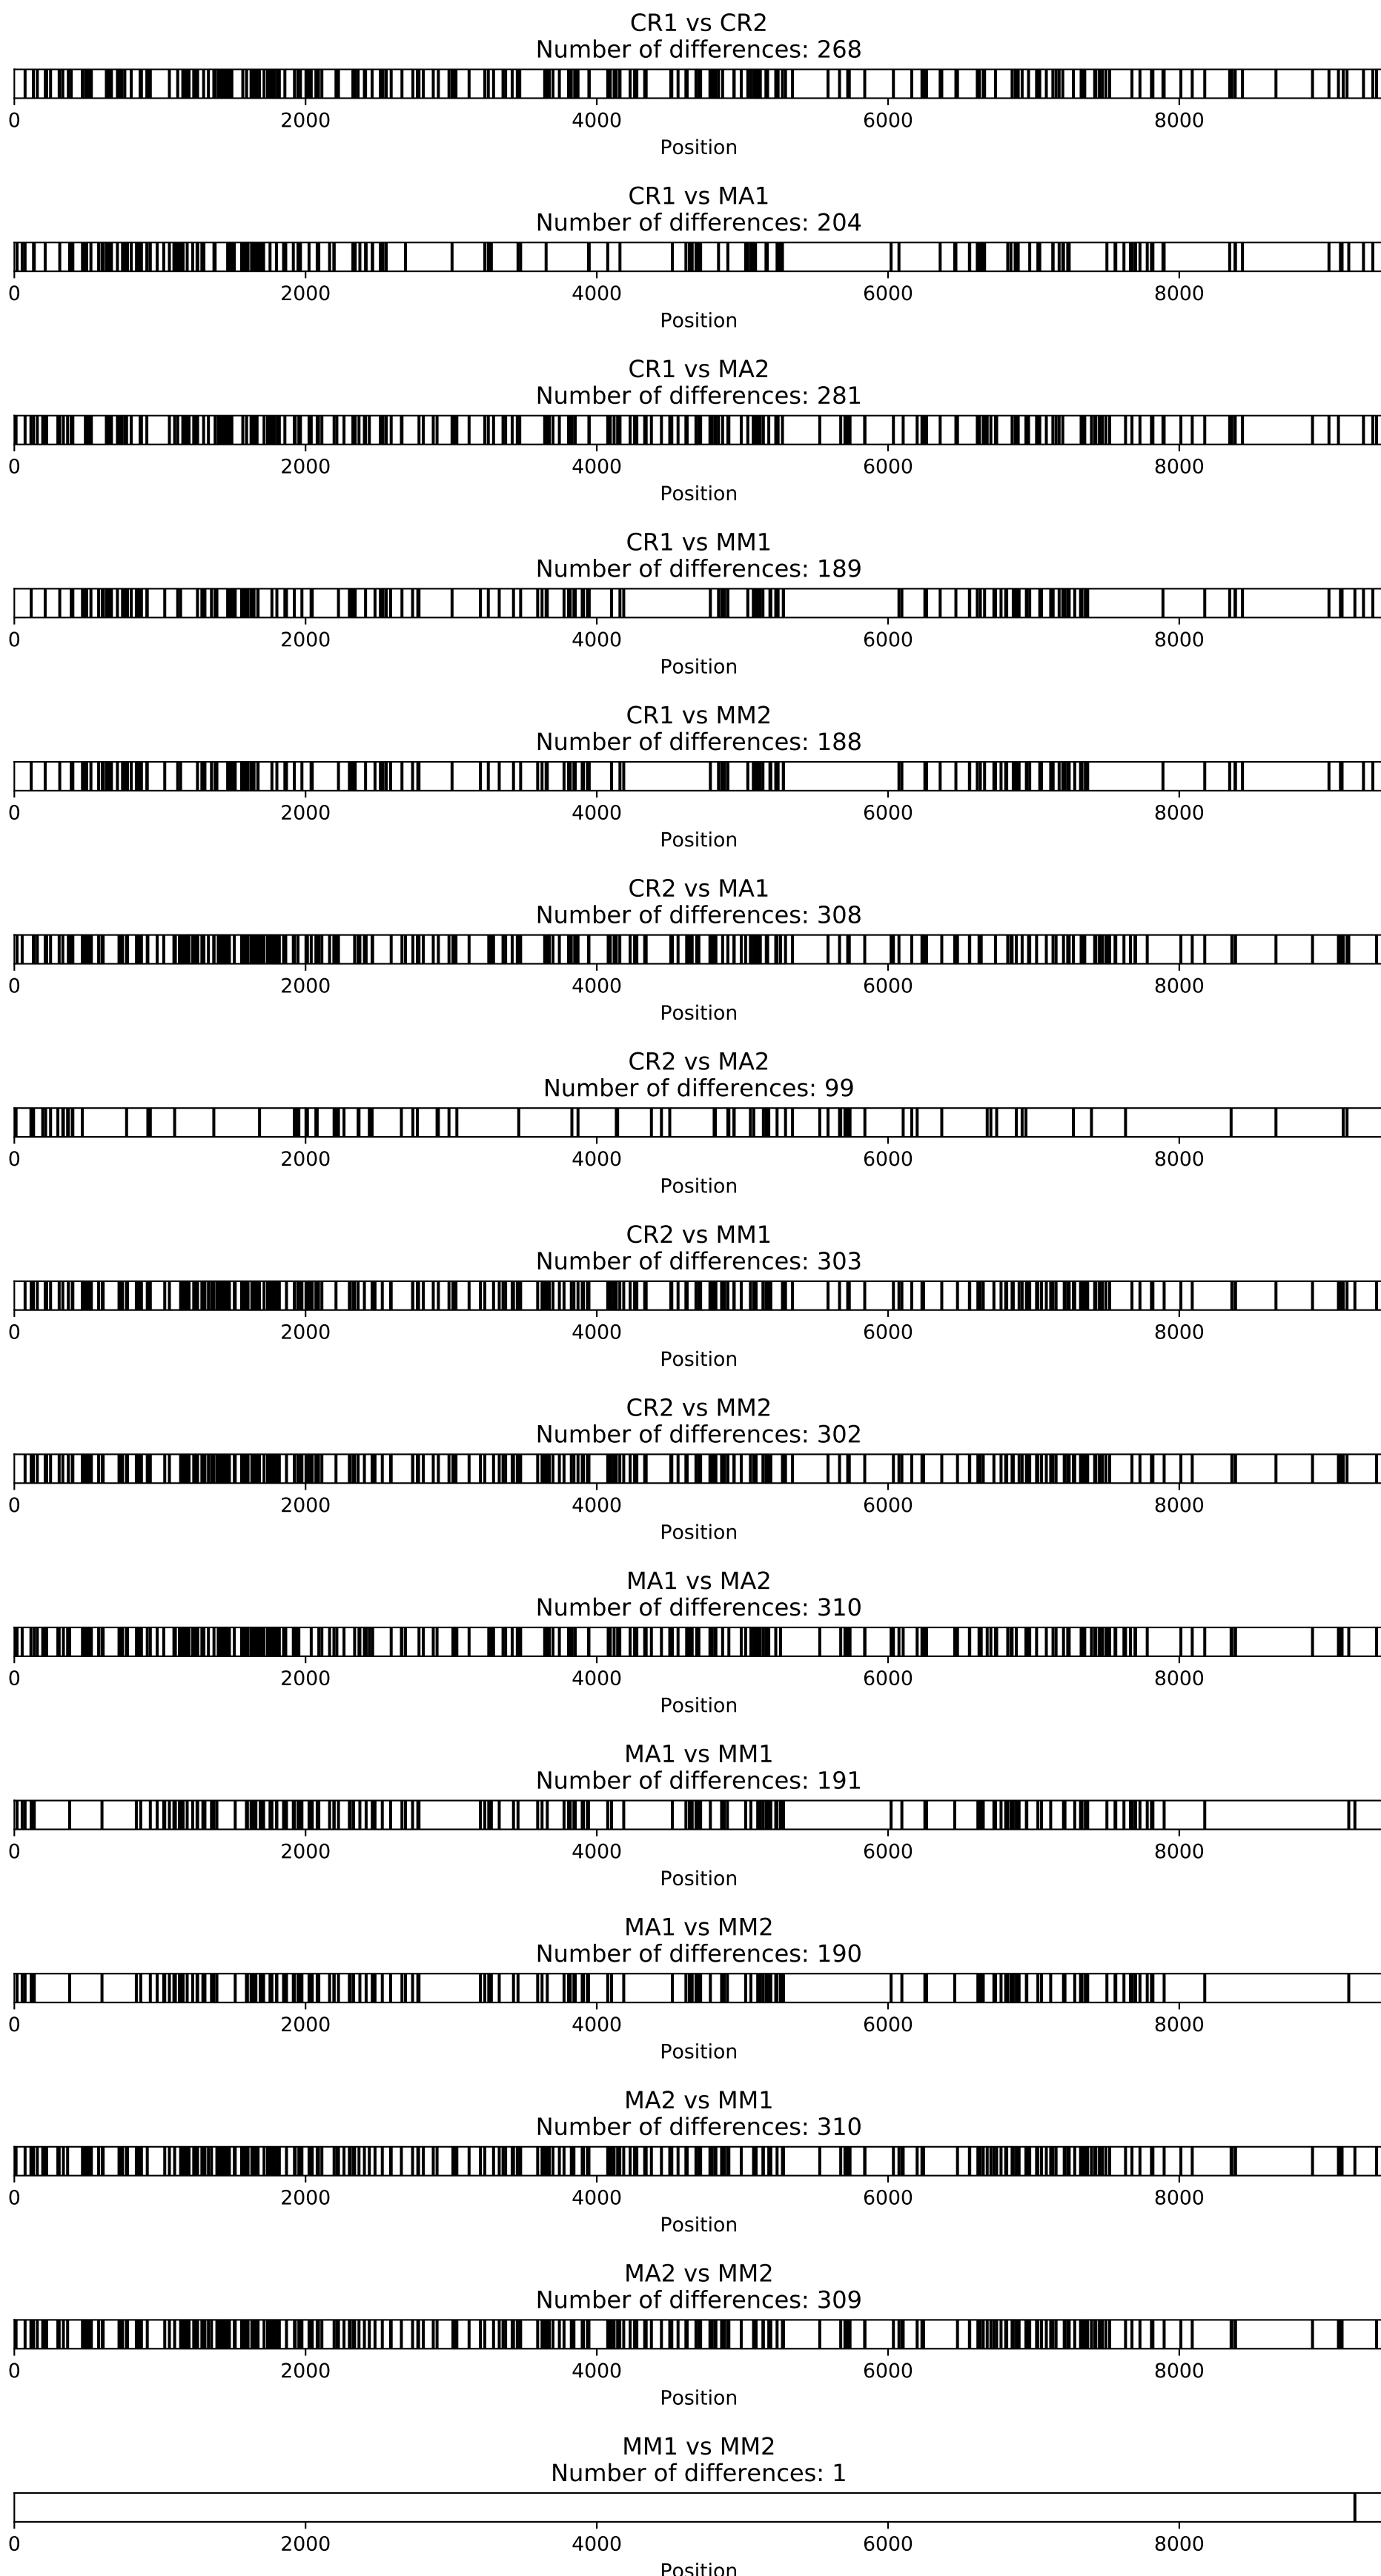 CR1 vs CR2
Number of differences: 268
0 2000 4000 6000 8000
Position
CR1 vs MA1
Number of differences: 204
0 2000 4000 6000 8000
Position
CR1 vs MA2
Number of differences: 281
0 2000 4000 6000 8000
Position
CR1 vs MM1
Number of differences: 189
0 2000 4000 6000 8000
Position
CR1 vs MM2
Number of differences: 188
0 2000 4000 6000 8000
Position
CR2 vs MA1
Number of differences: 308
0 2000 4000 6000 8000
Position
CR2 vs MA2
Number of differences: 99
0 2000 4000 6000 8000
Position
CR2 vs MM1
Number of differences: 303
0 2000 4000 6000 8000
Position
CR2 vs MM2
Number of differences: 302
0 2000 4000 6000 8000
Position
MA1 vs MA2
Number of differences: 310
0 2000 4000 6000 8000
Position
MA1 vs MM1
Number of differences: 191
0 2000 4000 6000 8000
Position
MA1 vs MM2
Number of differences: 190
0 2000 4000 6000 8000
Position
MA2 vs MM1
Number of differences: 310
0 2000 4000 6000 8000
Position
MA2 vs MM2
Number of differences: 309
0 2000 4000 6000 8000
Position
MM1 vs MM2
Number of differences: 1
0 2000 4000 6000 8000
Position